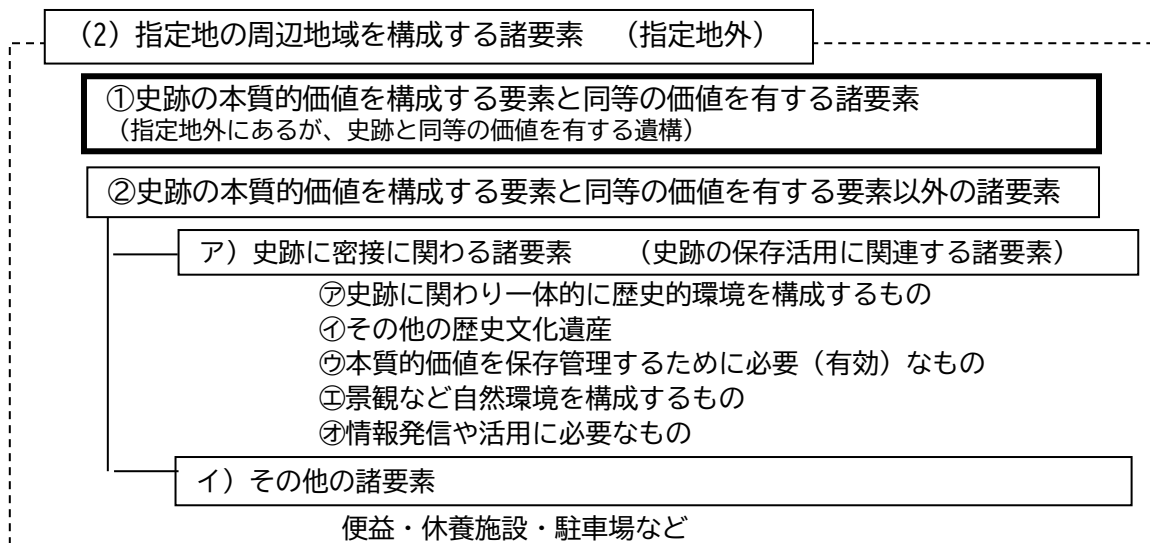 (2) 指定地の周辺地域を構成する諸要素　（指定地外）
①史跡の本質的価値を構成する要素と同等の価値を有する諸要素
（指定地外にあるが、史跡と同等の価値を有する遺構）
②史跡の本質的価値を構成する要素と同等の価値を有する要素以外の諸要素
ア）史跡に密接に関わる諸要素　　（史跡の保存活用に関連する諸要素）
㋐史跡に関わり一体的に歴史的環境を構成するもの
㋑その他の歴史文化遺産
㋒本質的価値を保存管理するために必要（有効）なもの
㋓景観など自然環境を構成するもの
㋔情報発信や活用に必要なもの
イ）その他の諸要素
便益・休養施設・駐車場など